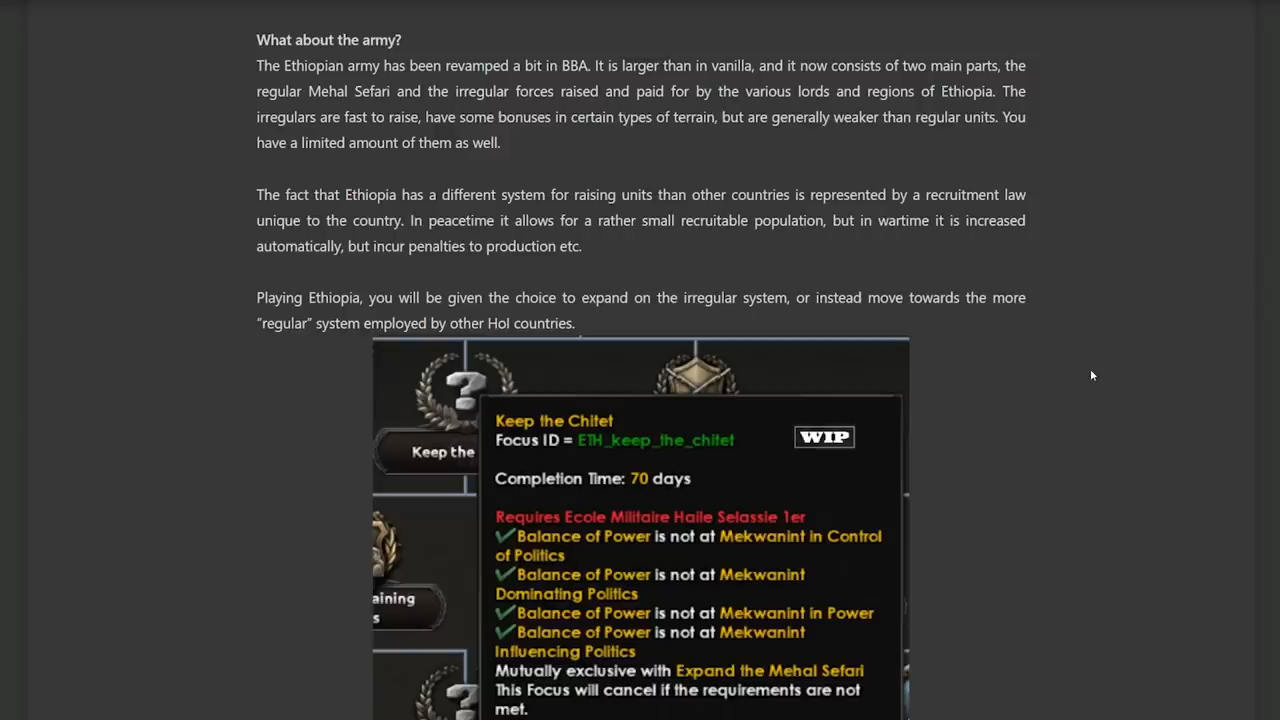 What about the army?
The Ethiopian army has been revamped a bit in BBA. It is larger than in vanilla, and it now consists of two main parts, the
regular Mehal Sefari and the irregular forces raised and paid for by the various lords and regions of Ethiopia. The
irregulars are fast to raise, have some bonuses in certain types of terrain, but are generally weaker than regular units. You
have a limited amount of them as well.
The fact that Ethiopia has a different system for raising units than other countries is represented by a recruitment law
unique to the country. In peacetime it allows for a rather small recruitable population, but in wartime it is increased
automatically, but incur penalties to production etc.
Playing Ethiopia, you will be given the choice to expand on the irregular system, or instead move towards the more
“regular” system employed by other HoI countries.
Keep the
aining
s
Keep the Chitet
WIP
Focus ID = ETH_keep_the_chitet
Completion Time: 70 days
Requires Ecole Militaire Haile Selassie 1er
Balance of Power is not at Mekwanint in Control
of Politics
Balance of Power is not at Mekwanint
Dominating Politics
Balance of Power is not at Mekwanint in Power
Balance of Power is not at Mekwanint
Influencing Politics
Mutually exclusive with Expand the Mehal Sefari
This Focus will cancel if the requirements are not
met.